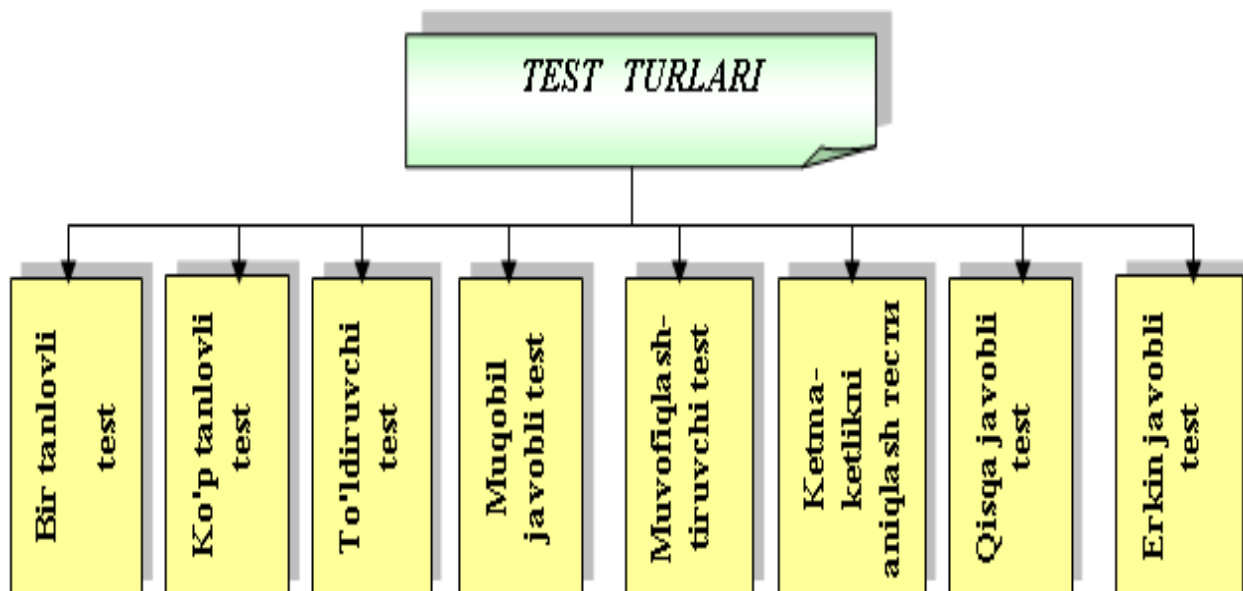 TEST TURLARI
Bir tanlovli
test
Ko'p tanlovli
test
To'ldiruvchi
test
Muqobil
javobli test
Muvofiqlash-
tiruvchi test
Ketma-
ketlikni
aniqlash тести
Qisqa javobli
test
Erkin javobli
test